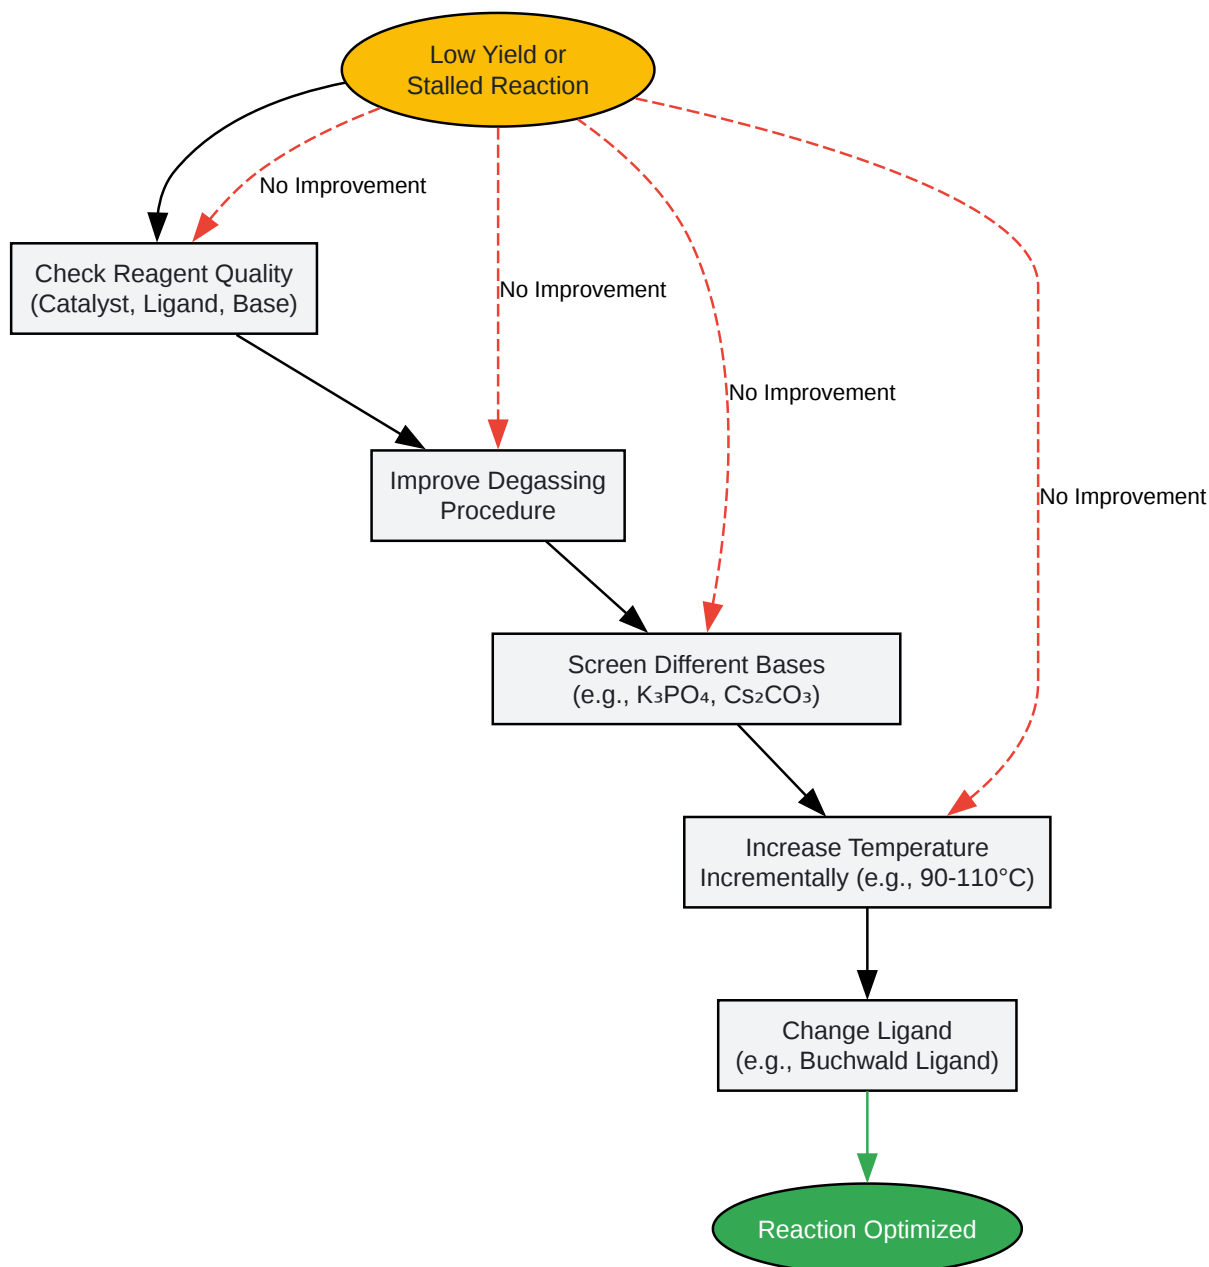 Low Yield or
Stalled Reaction
No Improvement
Check Reagent Quality
(Catalyst, Ligand, Base)
No Improvement
No Improvement
Improve Degassing
Procedure
No Improvement
Screen Different Bases
(e.g., K₃PO₄, Cs₂CO₃)
Increase Temperature
Incrementally (e.g., 90-110°C)
Change Ligand
(e.g., Buchwald Ligand)
Reaction Optimized